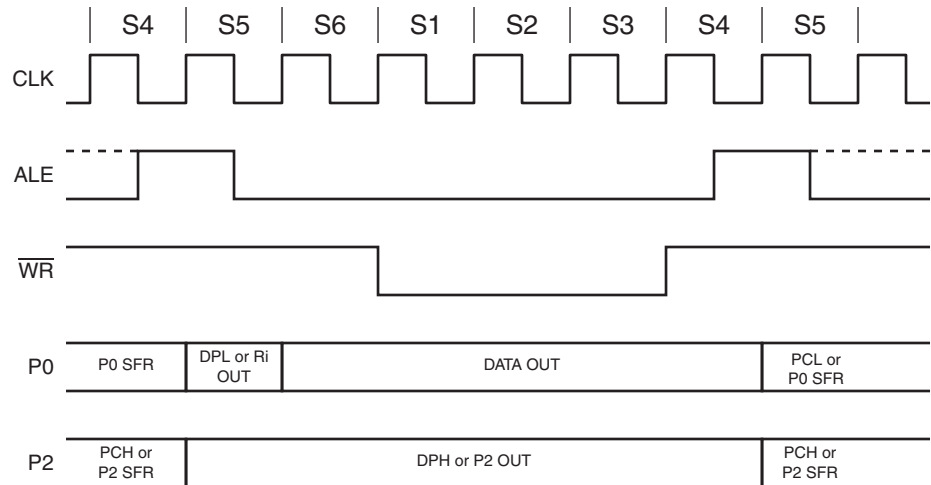 S4 S5 S6 S1 S2 S3 S4 S5
CLK
ALE
WR
P0 P0 SFR DPL or Ri OUT DATA OUT PCL or P0 SFR
P2 PCH or P2 SFR DPH or P2 OUT PCH or P2 SFR